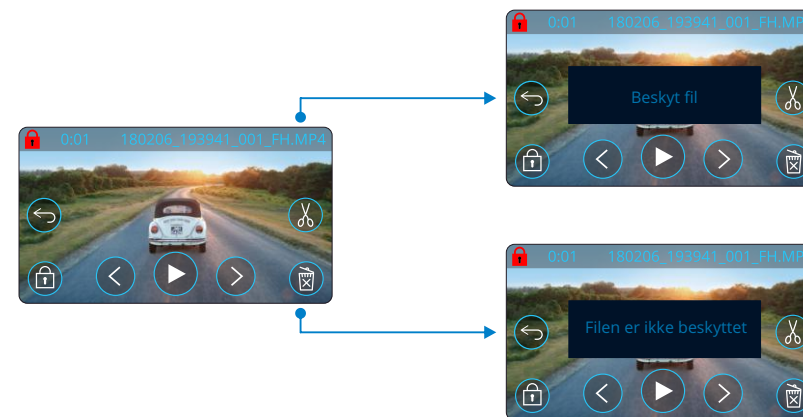 0:01 180206_193941_001_FH.MP4
0:01 180206_193941_001_FH.MP
Beskyt fil
0:01 180206_193941_001_FH.MP
Filen er ikke beskyttet